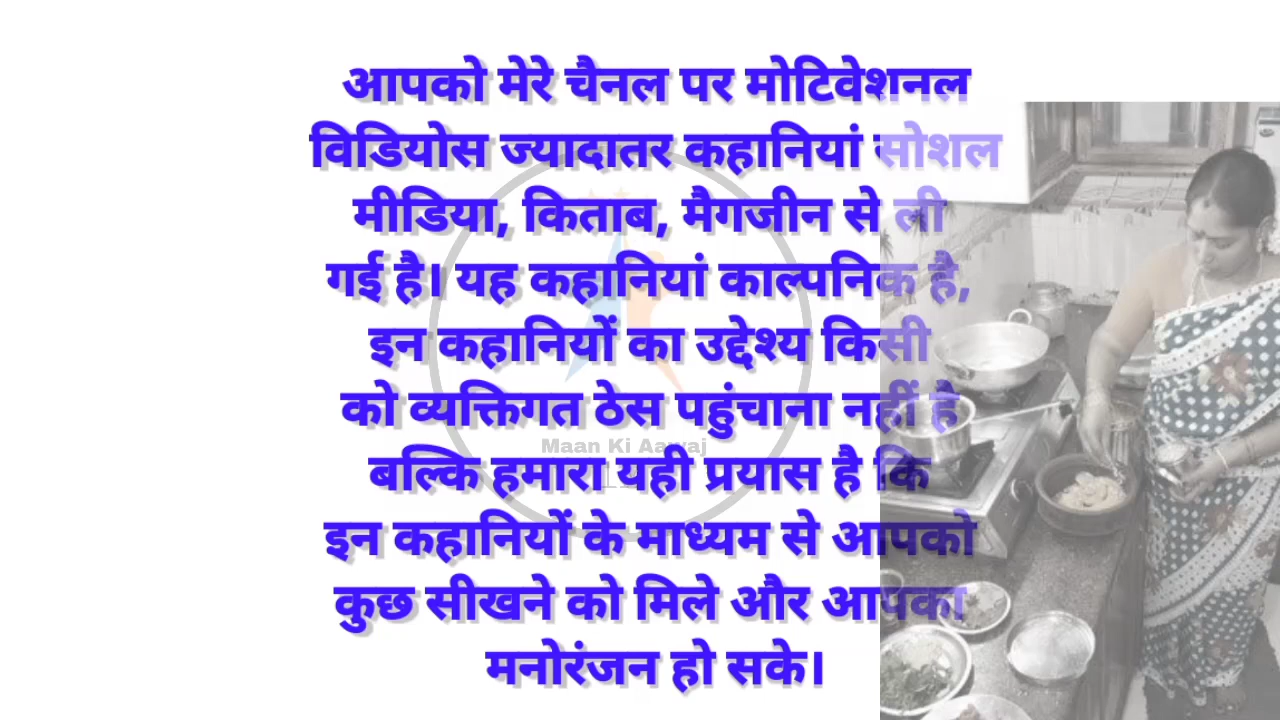 आपको मेरे चैनल पर मोटिवेशनल
विडियोस ज्यादातर कहानियां सोशल
मीडिया, किताब, मैगजीन से ली
गई है। यह कहानियां काल्पनिक है,
इन कहानियों का उद्देश्य किसी
को व्यक्तिगत ठेस पहुंचाना नहीं है
बल्कि हमारा यही प्रयास है कि
इन कहानियों के माध्यम से आपको
कुछ सीखने को मिले और आपका
मनोरंजन हो सके।
Maan Ki Aawaj